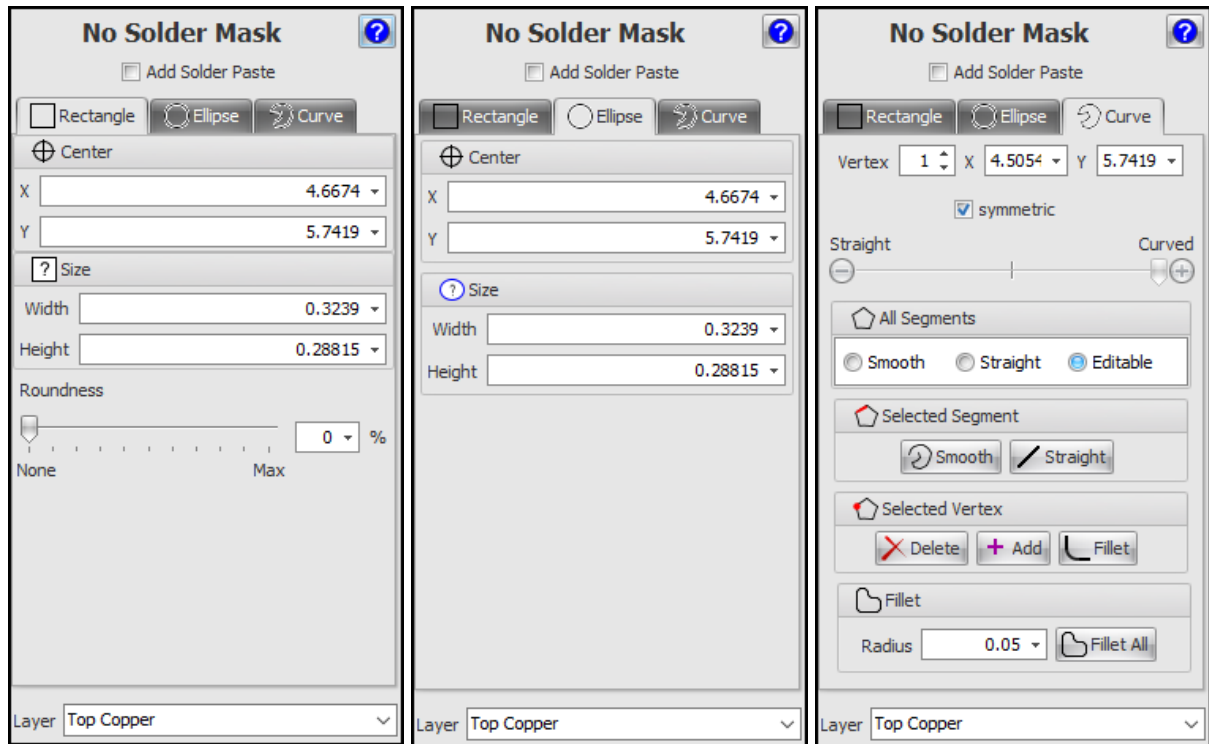 No Solder Mask ?
Add Solder Paste
Rectangle Ellipse Curve
Center
X 4.6674
Y 5.7419
? Size
Width 0.3239
Height 0.28815
Roundness
0 %
None Max
Layer Top Copper
No Solder Mask ?
Add Solder Paste
Rectangle Ellipse Curve
Center
X 4.6674
Y 5.7419
? Size
Width 0.3239
Height 0.28815
Layer Top Copper
No Solder Mask ?
Add Solder Paste
Rectangle Ellipse Curve
Vertex 1 X 4.5054 Y 5.7419
symmetric
Straight Curved
All Segments
Smooth Straight Editable
Selected Segment
Smooth Straight
Selected Vertex
Delete Add Fillet
Fillet
Radius 0.05 Fillet All
Layer Top Copper